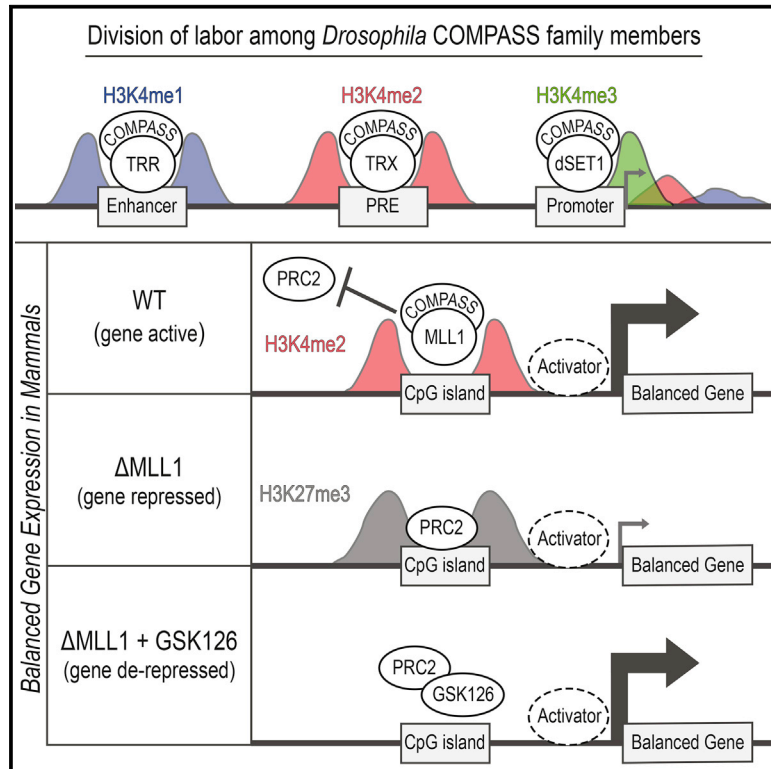 Division of labor among Drosophila COMPASS family members
H3K4me1
H3K4me2
H3K4me3
COMPASS
TRR
Enhancer
COMPASS
TRX
PRE
COMPASS
dSET1
Promoter
Balanced Gene Expression in Mammals
WT
(gene active)
PRC2
COMPASS
MLL1
H3K4me2
CpG island
Activator
Balanced Gene
ΔMLL1
(gene repressed)
H3K27me3
PRC2
CpG island
Activator
Balanced Gene
ΔMLL1 + GSK126
(gene de-repressed)
PRC2
GSK126
CpG island
Activator
Balanced Gene